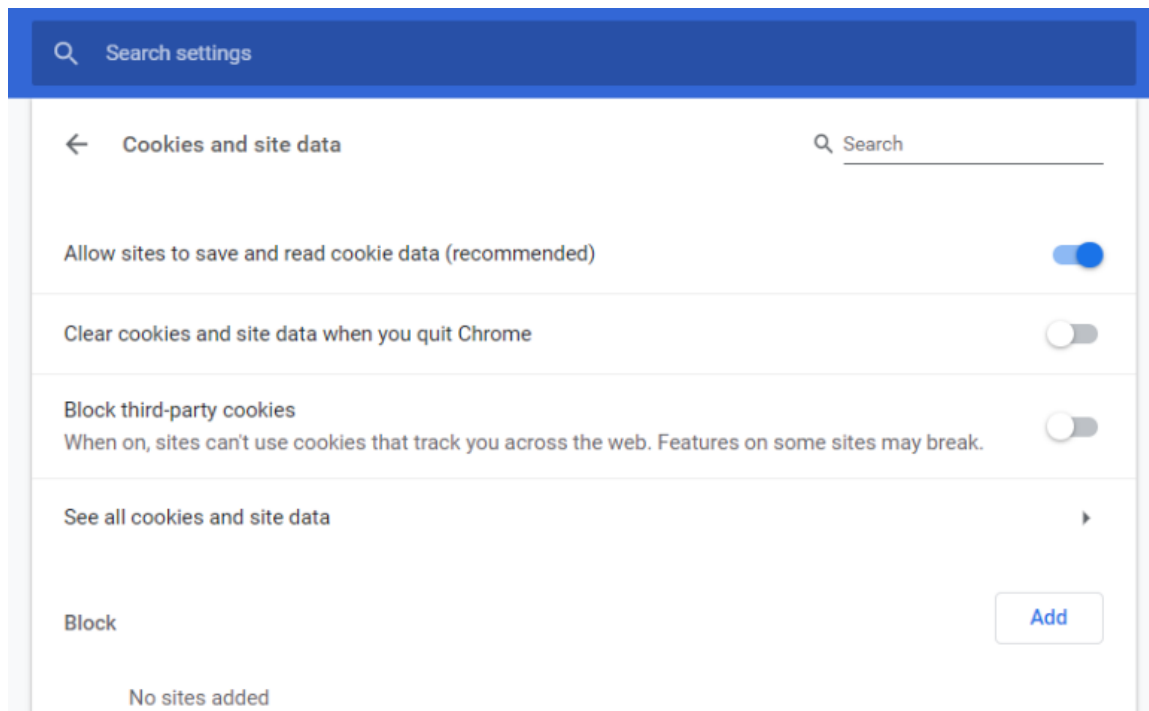 Search settings
Cookies and site data
Search
Allow sites to save and read cookie data (recommended)
Clear cookies and site data when you quit Chrome
Block third-party cookies
When on, sites can't use cookies that track you across the web. Features on some sites may break.
See all cookies and site data
Block
Add
No sites added